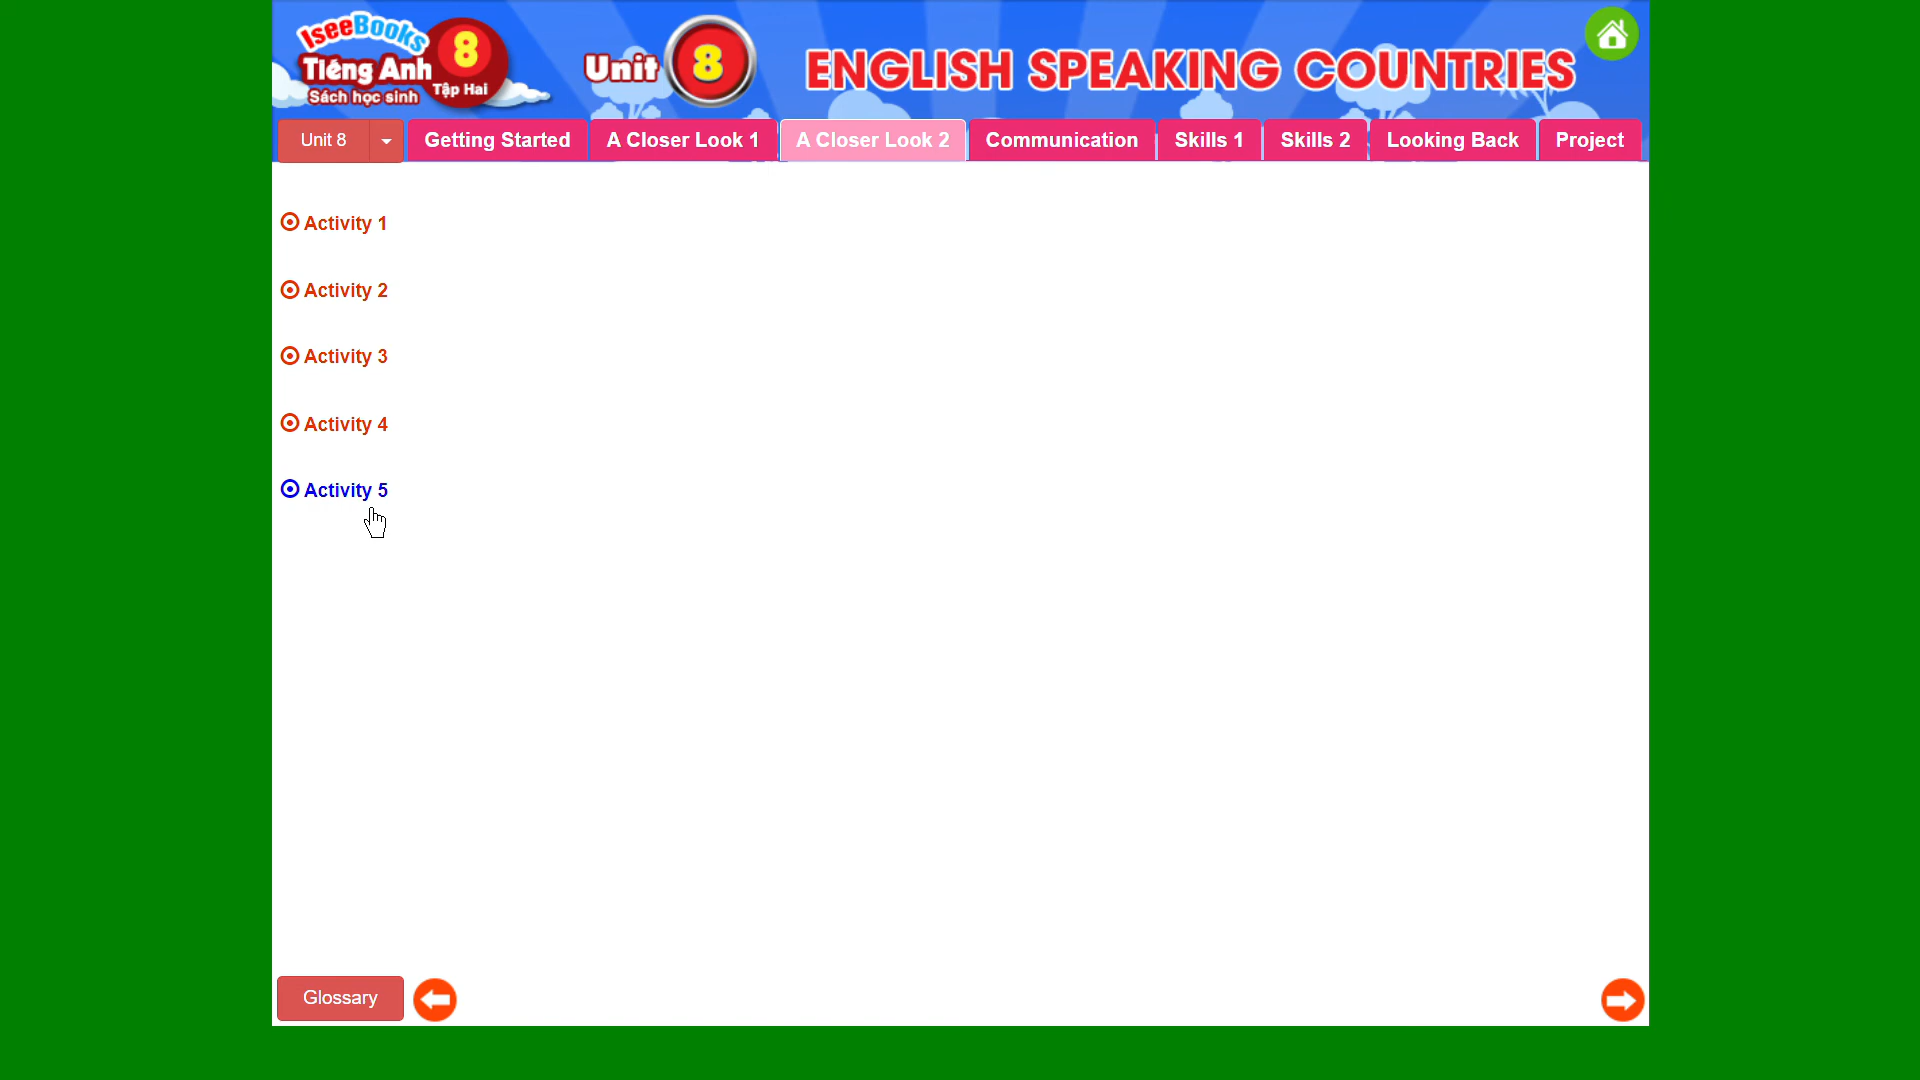 IseeBooks
Tiếng Anh 8
Sách học sinh Tập Hai
Unit 8
ENGLISH SPEAKING COUNTRIES
Unit 8 Getting Started A Closer Look 1 A Closer Look 2 Communication Skills 1 Skills 2 Looking Back Project
Activity 1
Activity 2
Activity 3
Activity 4
Activity 5
Glossary